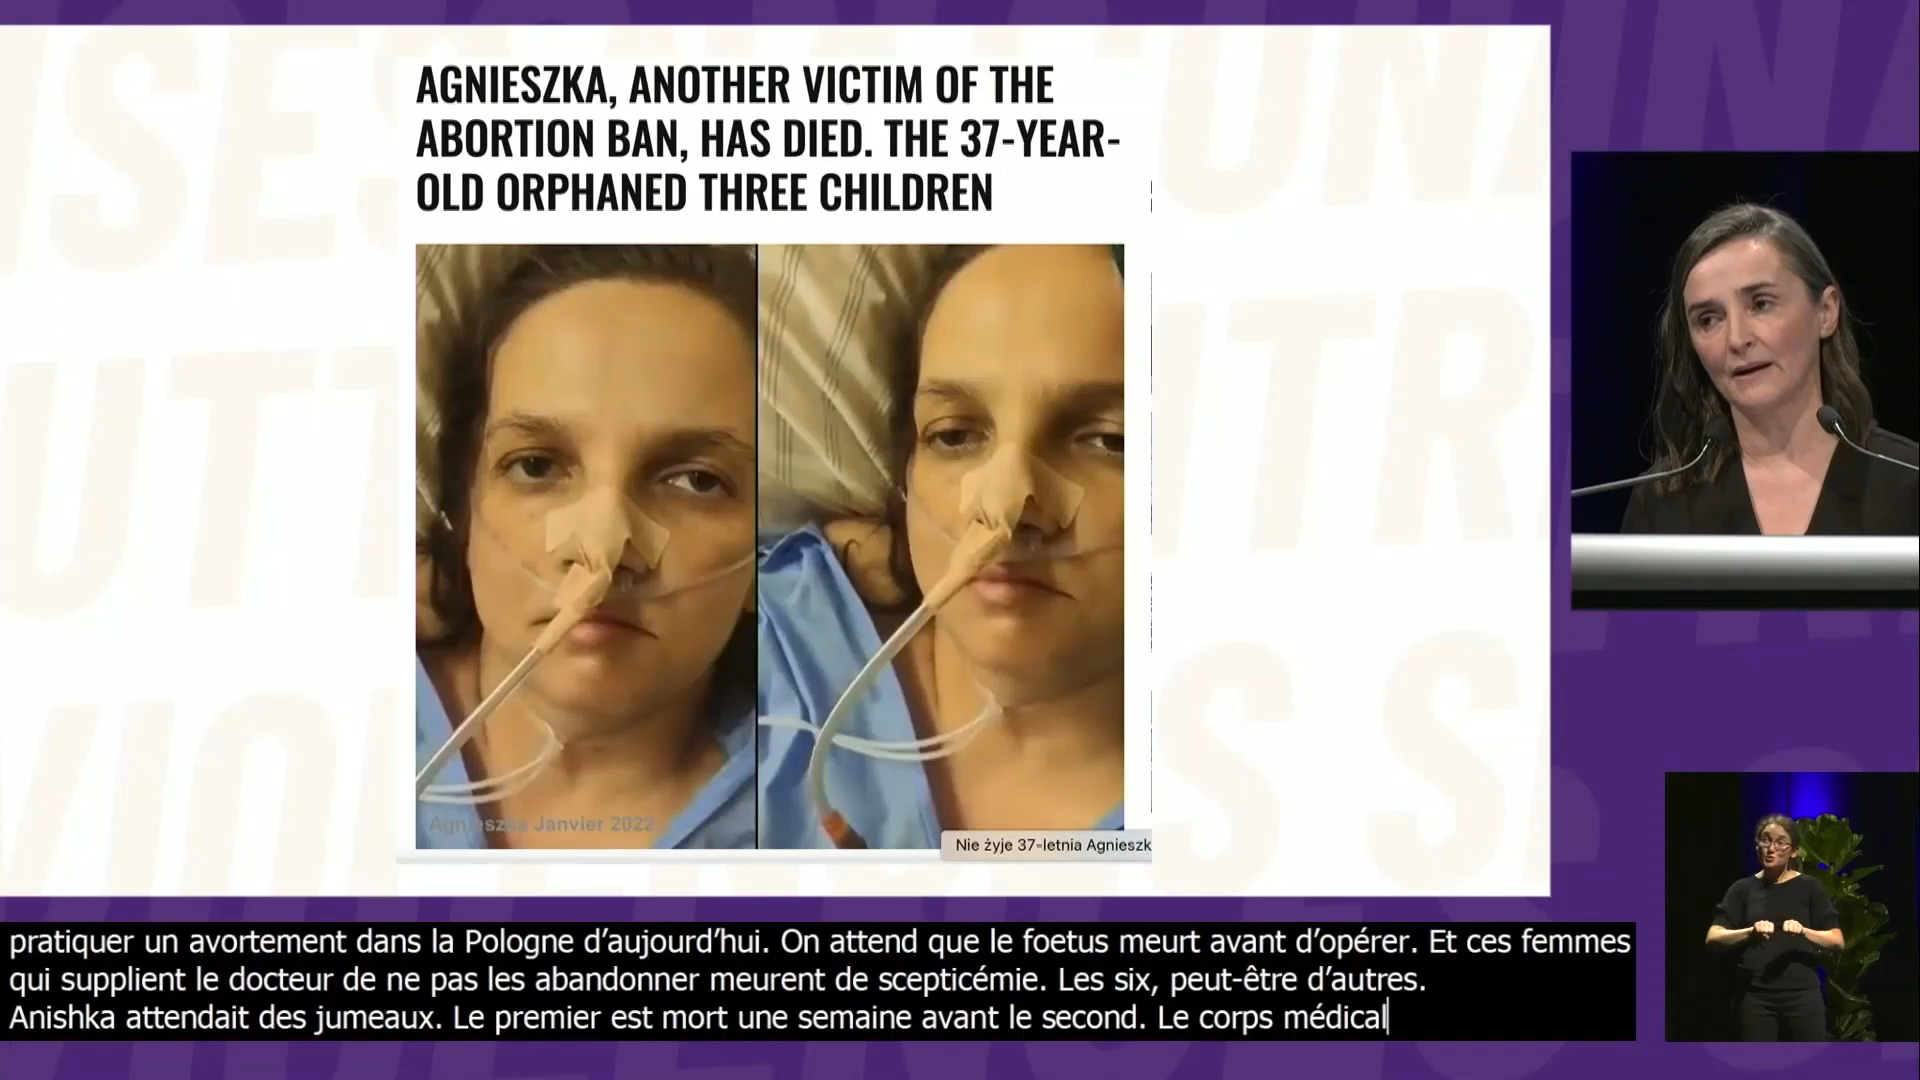 AGNIESZKA, ANOTHER VICTIM OF THE
ABORTION BAN, HAS DIED. THE 37-YEAR-
OLD ORPHANED THREE CHILDREN
Agnieszka Janvier 2022
Nie żyje 37-letnia Agnieszk
pratiquer un avortement dans la Pologne d'aujourd'hui. On attend que le foetus meurt avant d'opérer. Et ces femmes
qui supplient le docteur de ne pas les abandonner meurent de scepticémie. Les six, peut-être d'autres.
Anishka attendait des jumeaux. Le premier est mort une semaine avant le second. Le corps médical